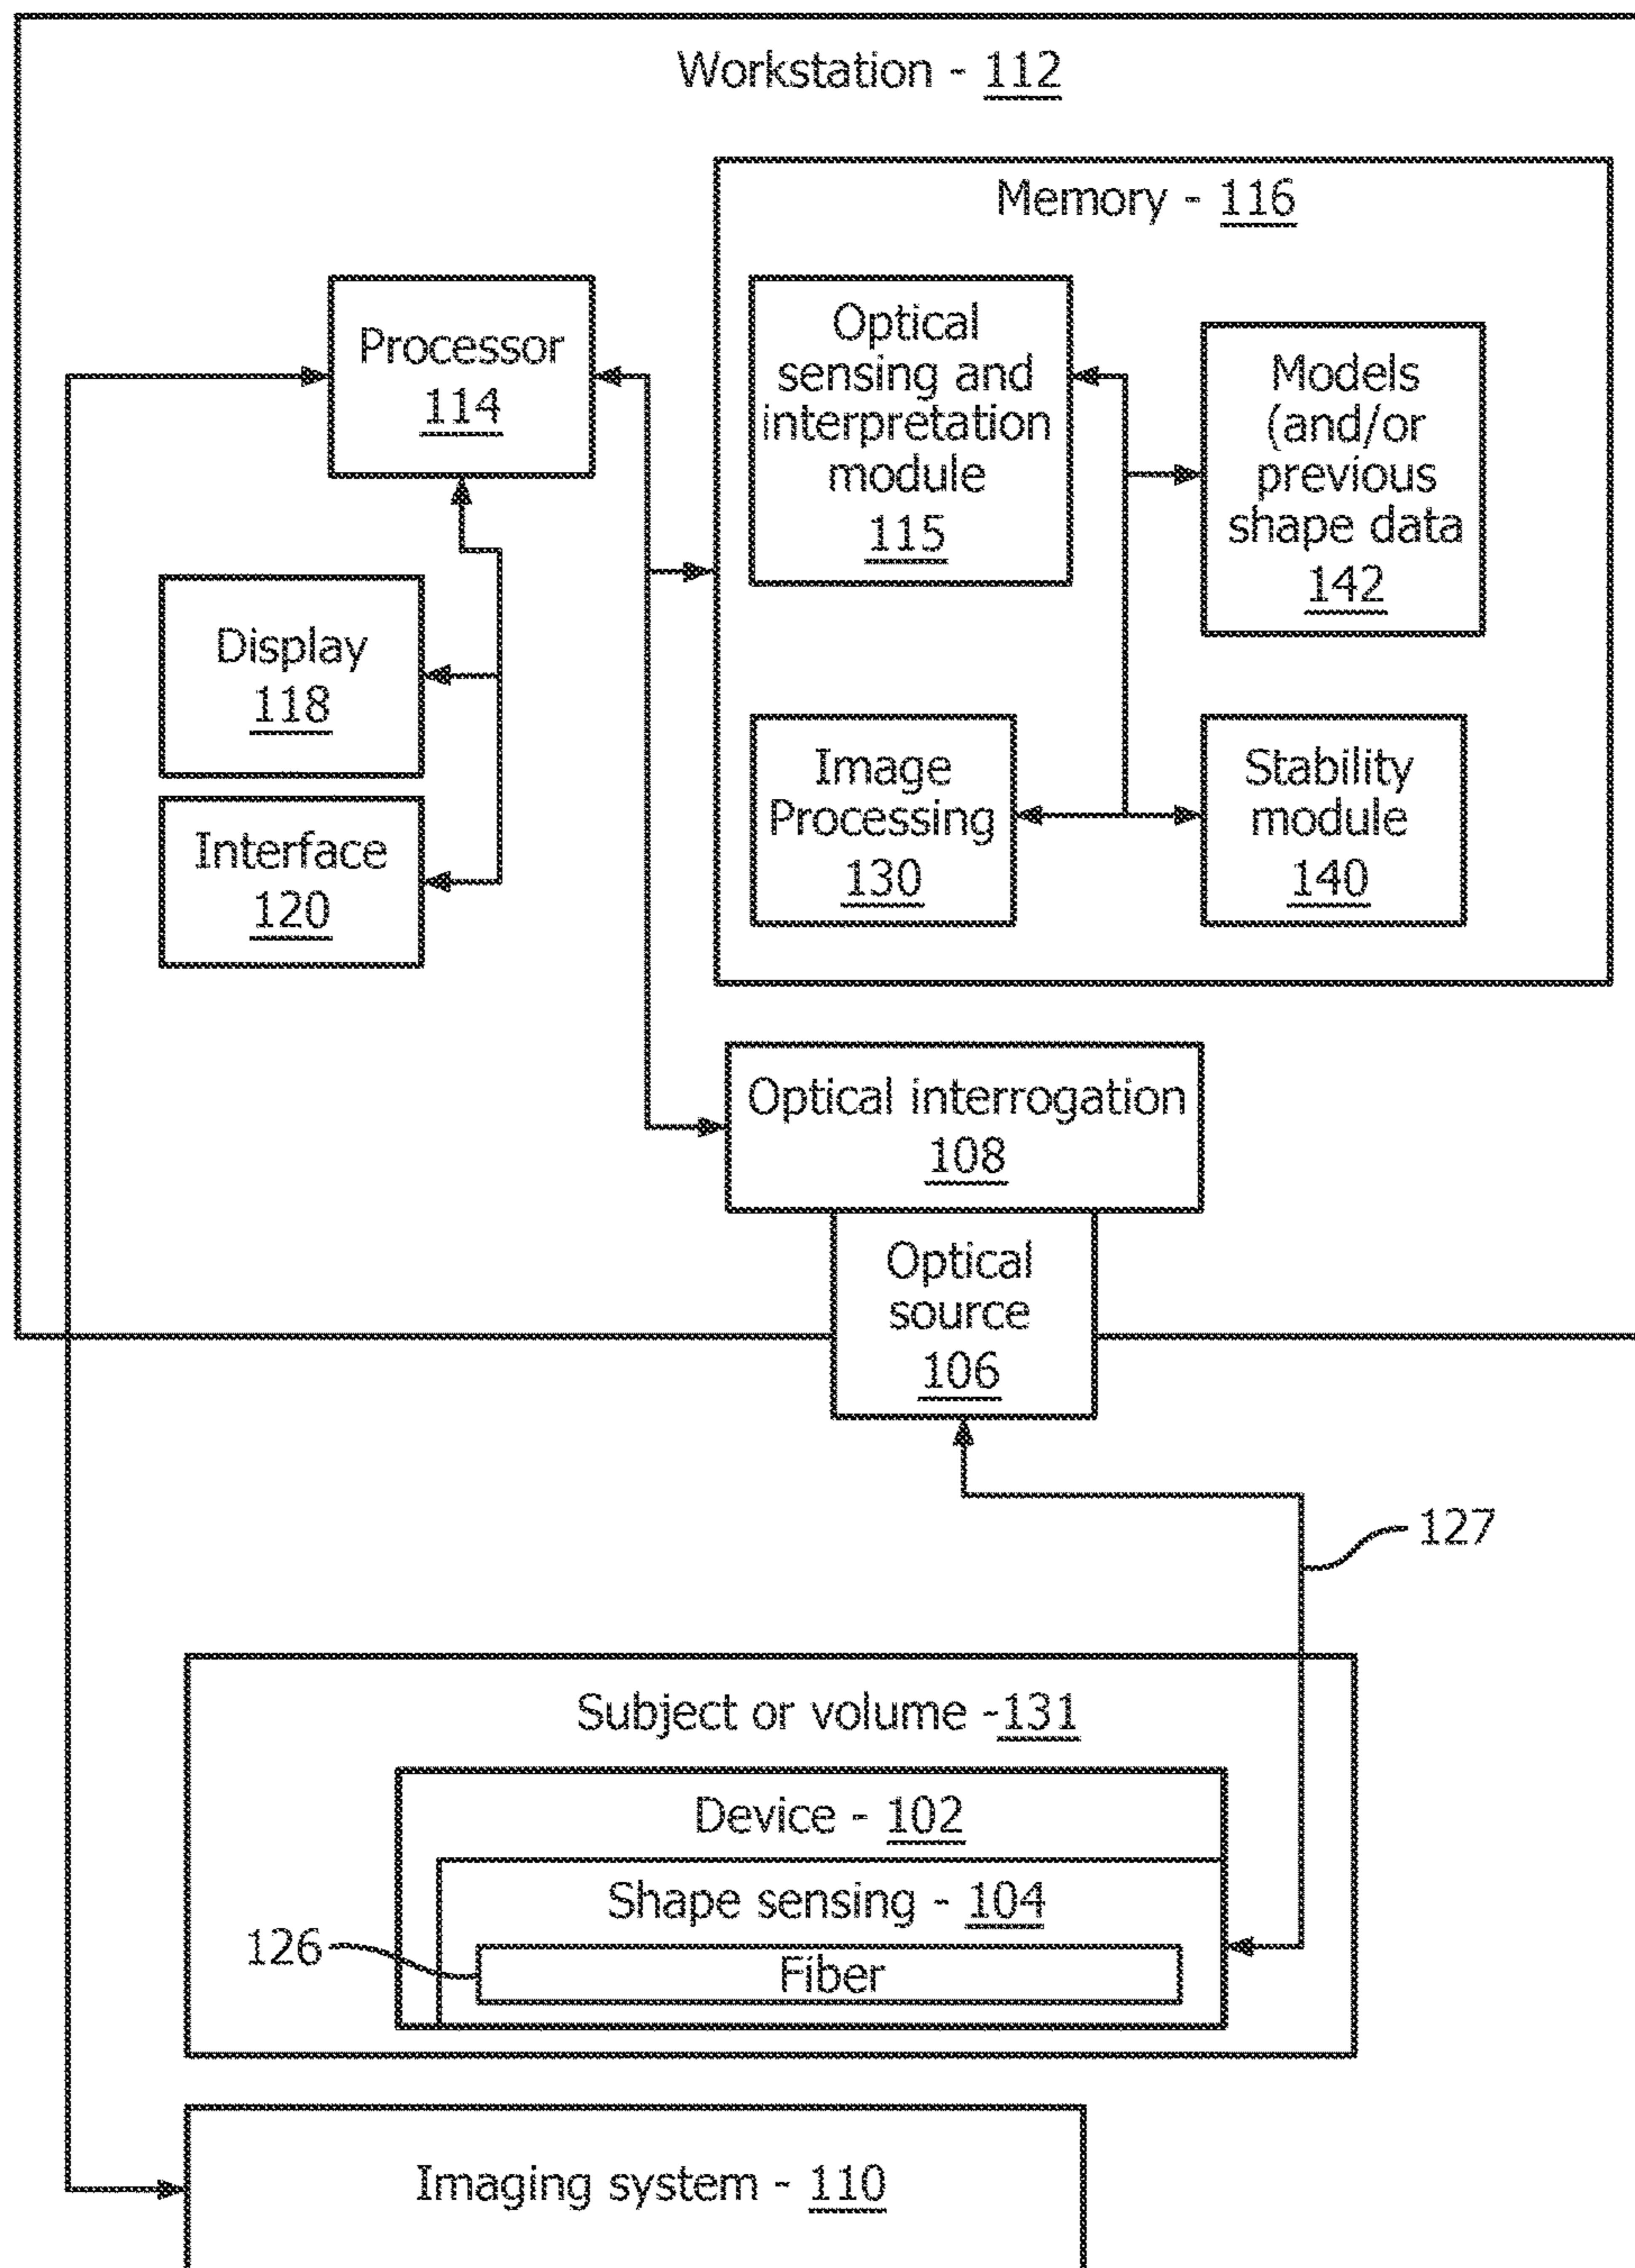 Workstation - 112
Memory - 116
Processor
114
Optical
sensing and
interpretation
module
115
Models
(and/or
previous
shape data
142
Display
118
Interface
120
Image
Processing
130
Stability
module
140
Optical interrogation
108
Optical
source
106
127
Subject or volume -131
Device - 102
Shape sensing - 104
126
Fiber
Imaging system - 110